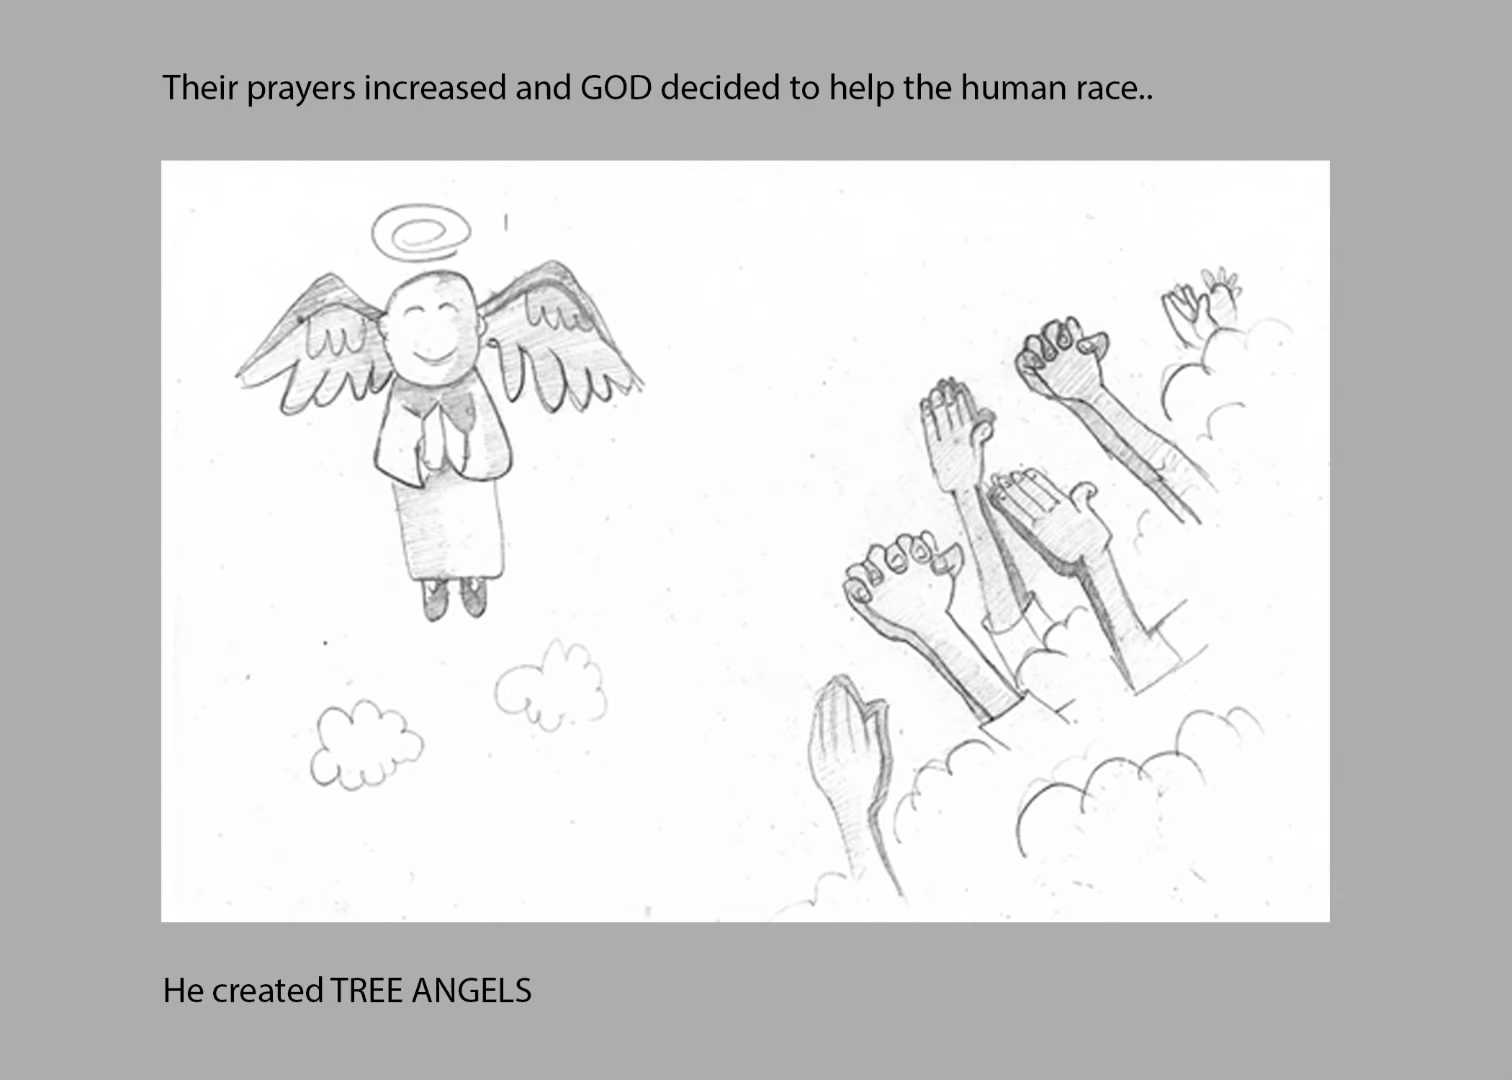 Their prayers increased and GOD decided to help the human race..
He created TREE ANGELS